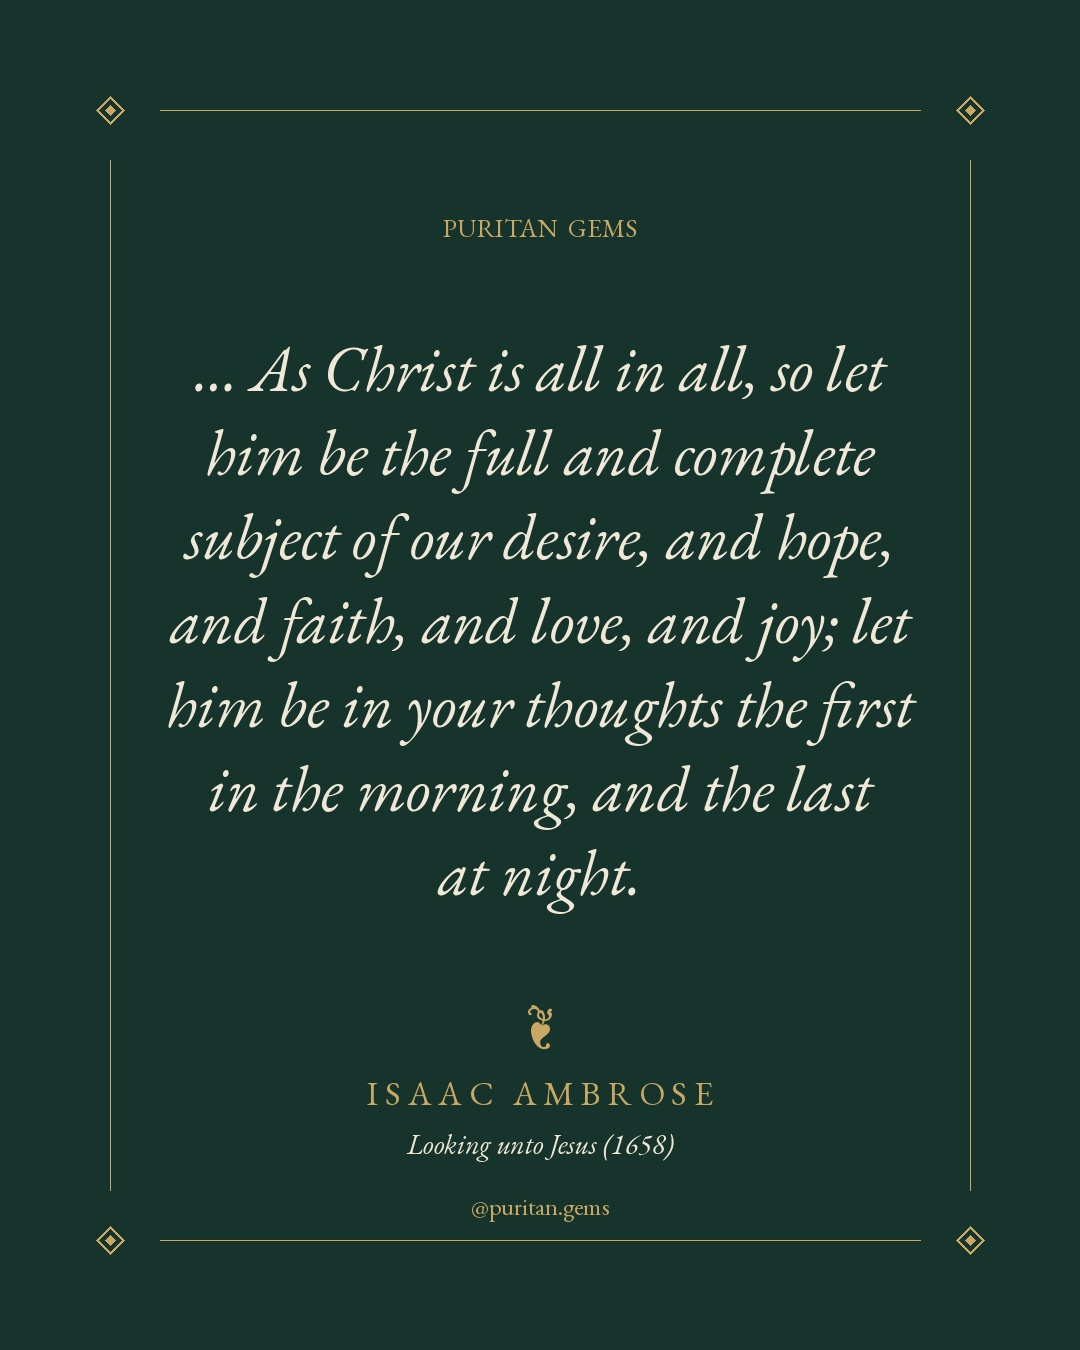 PURITAN GEMS
... As Christ is all in all, so let
him be the full and complete
subject of our desire, and hope,
and faith, and love, and joy; let
him be in your thoughts the first
in the morning, and the last
at night.
ISAAC AMBROSE
Looking unto Jesus (1658)
@puritan.gems